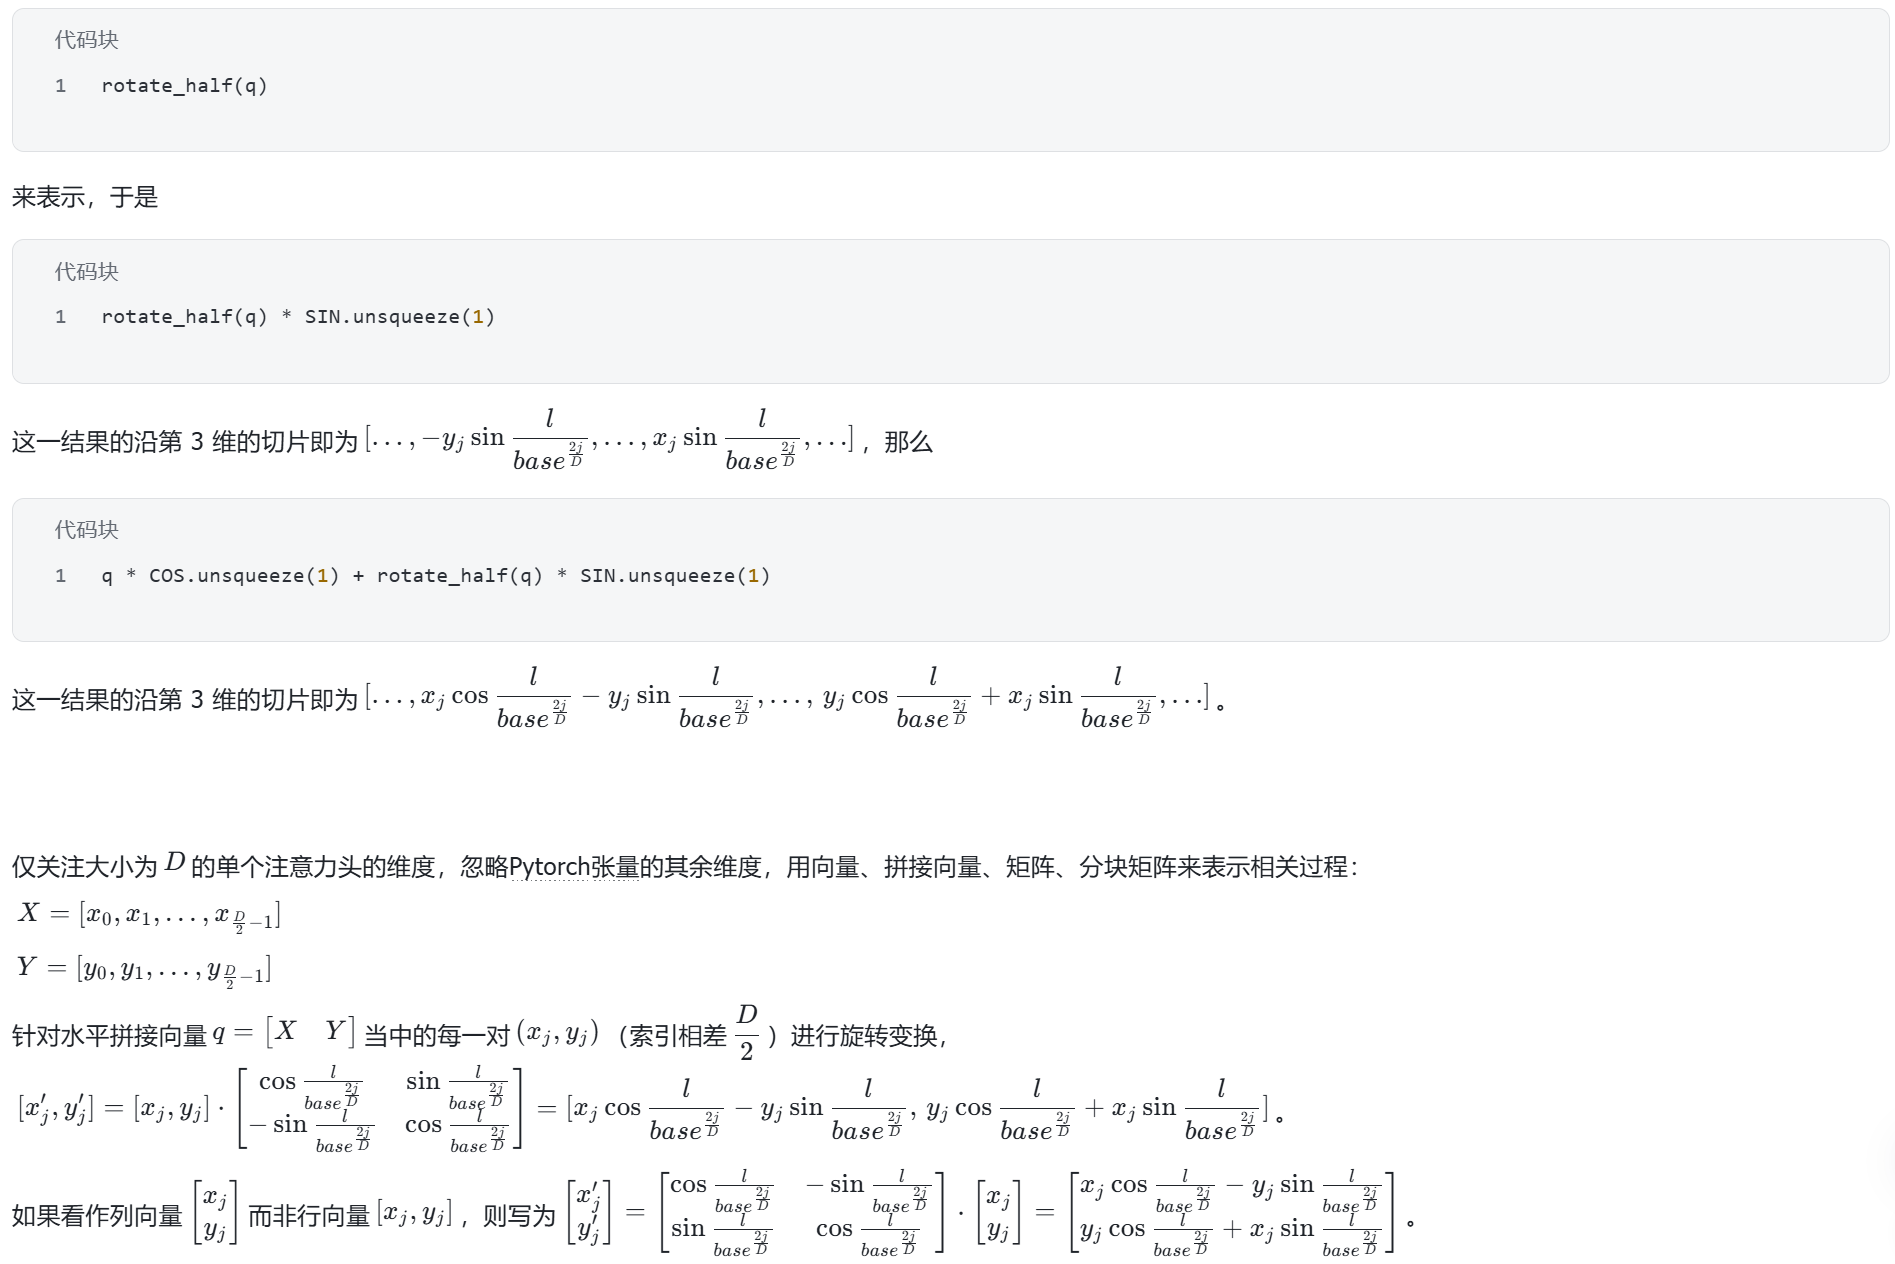 代码块
1 rotate_half(q)
来表示，于是
代码块
1 rotate_half(q) * SIN.unsqueeze(1)
这一结果的沿第 3 维的切片即为 $[\ldots, -y_j \sin \frac{l}{base^{\frac{2j}{D}}}, \ldots, x_j \sin \frac{l}{base^{\frac{2j}{D}}}, \ldots]$ ，那么
代码块
1 q * COS.unsqueeze(1) + rotate_half(q) * SIN.unsqueeze(1)
这一结果的沿第 3 维的切片即为 $[\ldots, x_j \cos \frac{l}{base^{\frac{2j}{D}}} - y_j \sin \frac{l}{base^{\frac{2j}{D}}}, \ldots, y_j \cos \frac{l}{base^{\frac{2j}{D}}} + x_j \sin \frac{l}{base^{\frac{2j}{D}}}, \ldots]$ 。
仅关注大小为 $D$ 的单个注意力头的维度，忽略Pytorch张量的其余维度，用向量、拼接向量、矩阵、分块矩阵来表示相关过程：
$X = [x_0, x_1, \ldots, x_{\frac{D}{2}-1}]$
$Y = [y_0, y_1, \ldots, y_{\frac{D}{2}-1}]$
针对水平拼接向量 $q = \begin{bmatrix} X & Y \end{bmatrix}$ 当中的每一对 $(x_j, y_j)$ （索引相差 $\frac{D}{2}$ ）进行旋转变换，
$[x'_j, y'_j] = [x_j, y_j] \cdot \begin{bmatrix} \cos \frac{l}{base^{\frac{2j}{D}}} & \sin \frac{l}{base^{\frac{2j}{D}}} \\ -\sin \frac{l}{base^{\frac{2j}{D}}} & \cos \frac{l}{base^{\frac{2j}{D}}} \end{bmatrix} = [x_j \cos \frac{l}{base^{\frac{2j}{D}}} - y_j \sin \frac{l}{base^{\frac{2j}{D}}}, y_j \cos \frac{l}{base^{\frac{2j}{D}}} + x_j \sin \frac{l}{base^{\frac{2j}{D}}}]$ 。
如果看作列向量 $\begin{bmatrix} x_j \\ y_j \end{bmatrix}$ 而非行向量 $[x_j, y_j]$ ，则写为 $\begin{bmatrix} x'_j \\ y'_j \end{bmatrix} = \begin{bmatrix} \cos \frac{l}{base^{\frac{2j}{D}}} & -\sin \frac{l}{base^{\frac{2j}{D}}} \\ \sin \frac{l}{base^{\frac{2j}{D}}} & \cos \frac{l}{base^{\frac{2j}{D}}} \end{bmatrix} \cdot \begin{bmatrix} x_j \\ y_j \end{bmatrix} = \begin{bmatrix} x_j \cos \frac{l}{base^{\frac{2j}{D}}} - y_j \sin \frac{l}{base^{\frac{2j}{D}}} \\ y_j \cos \frac{l}{base^{\frac{2j}{D}}} + x_j \sin \frac{l}{base^{\frac{2j}{D}}} \end{bmatrix}$ 。